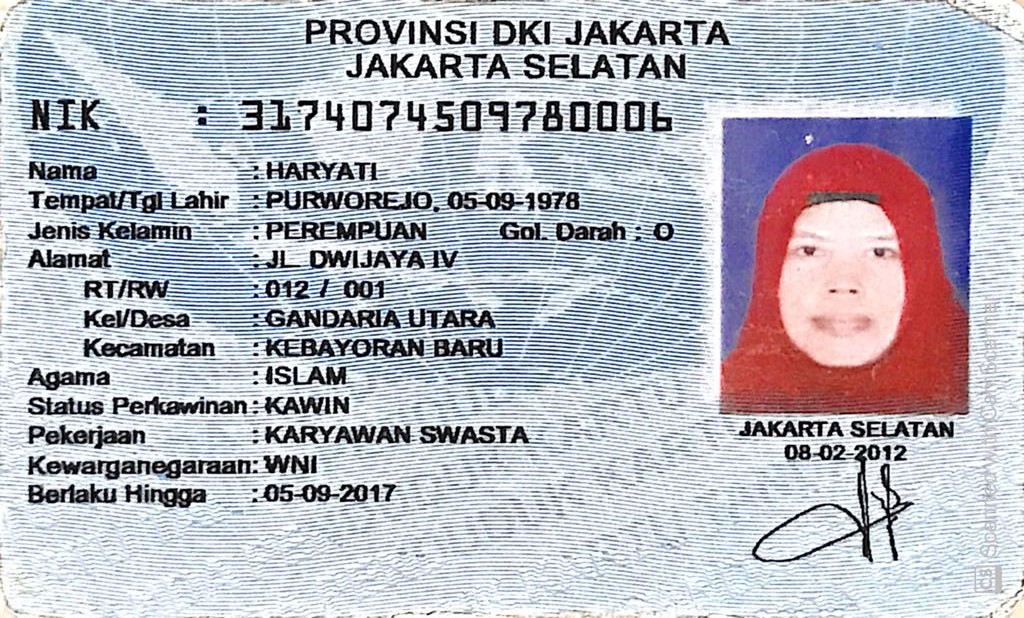 PROVINSI DKI JAKARTA
JAKARTA SELATAN
NIK : 3174074509780006
Nama : HARYATI
Tempat/Tgl Lahir : PURWOREJO, 05-09-1978
Jenis Kelamin : PEREMPUAN Gol. Darah : O
Alamat : JL. DWIJAYA IV
RT/RW : 012 / 001
Kel/Desa : GANDARIA UTARA
Kecamatan : KEBAYORAN BARU
Agama : ISLAM
Status Perkawinan : KAWIN
Pekerjaan : KARYAWAN SWASTA
Kewarganegaraan: WNI
Berlaku Hingga : 05-09-2017
JAKARTA SELATAN
08-02-2012
CS Scanned with CamScanner